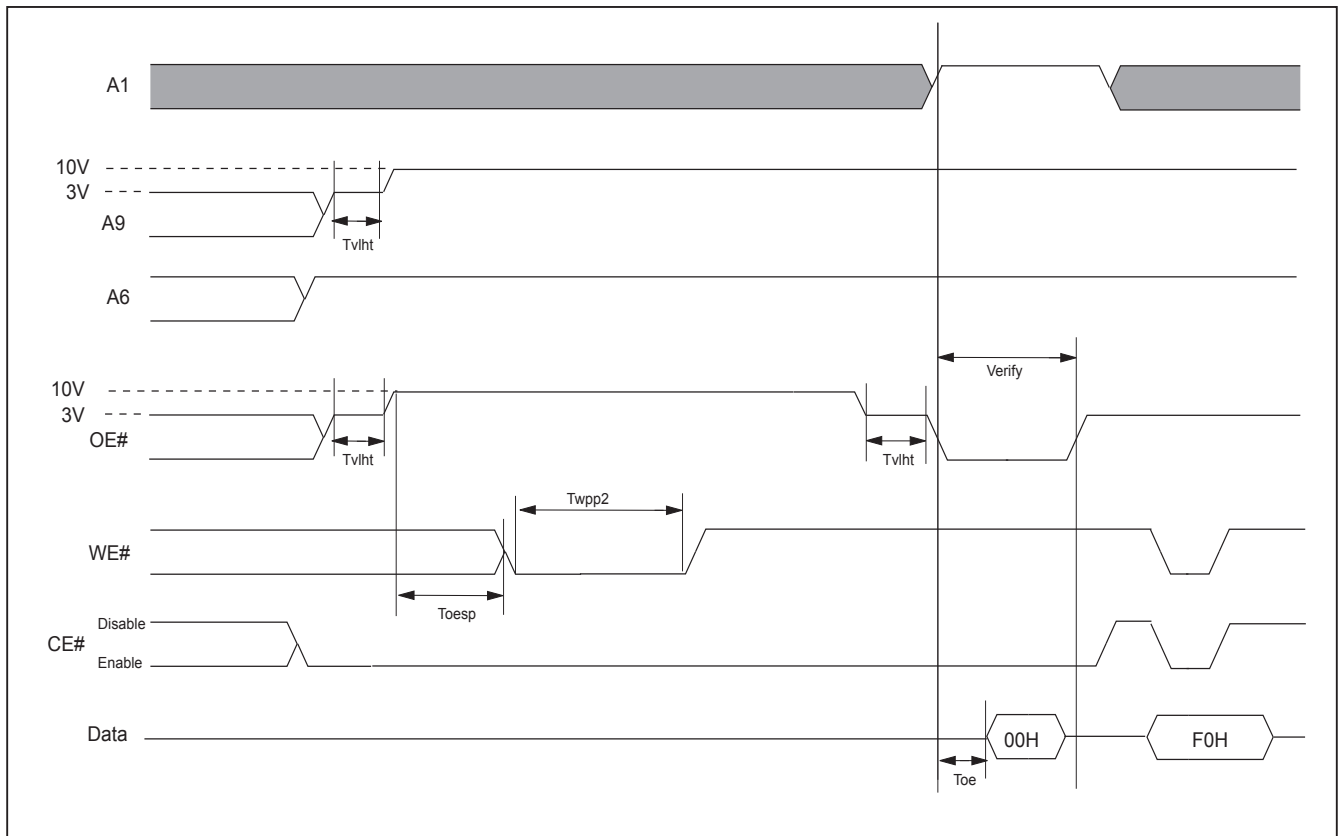 A1
10V
3V
A9
Tvlht
A6
Verify
10V
3V
OE#
Tvlht
Tvlht
Twpp2
WE#
Toesp
Disable
CE#
Enable
Data
00H
F0H
Toe